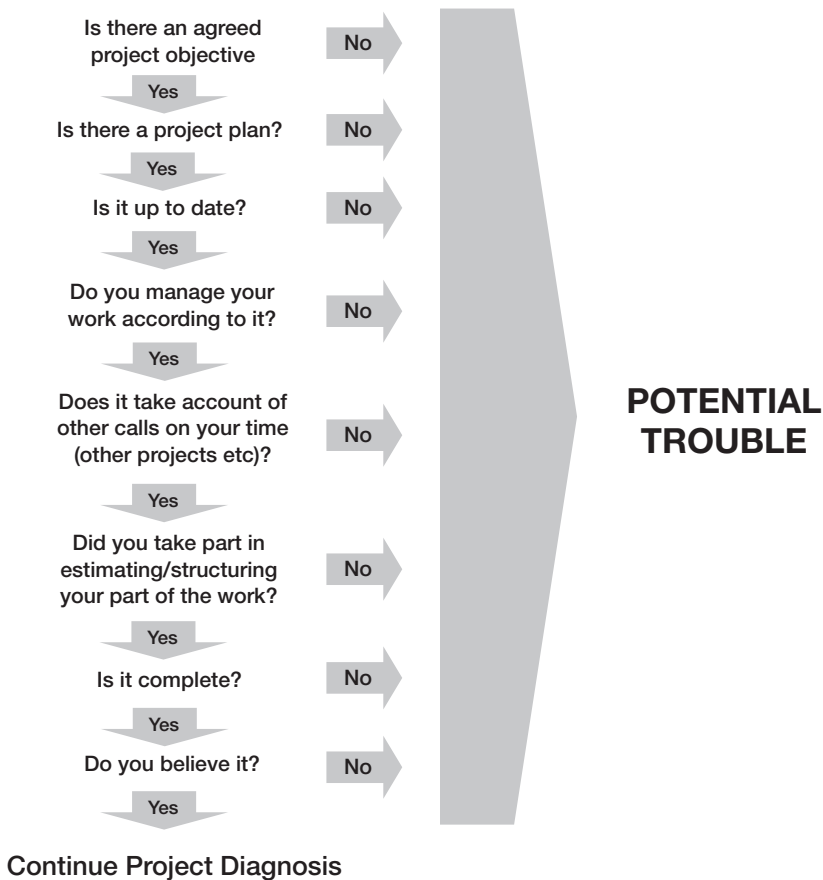 Is there an agreed
project objective
No
Yes
Is there a project plan?
No
Yes
Is it up to date?
No
Yes
Do you manage your
work according to it?
No
Yes
Does it take account of
other calls on your time
(other projects etc)?
No
Yes
Did you take part in
estimating/structuring
your part of the work?
No
Yes
Is it complete?
No
Yes
Do you believe it?
No
Yes
Continue Project Diagnosis
POTENTIAL
TROUBLE